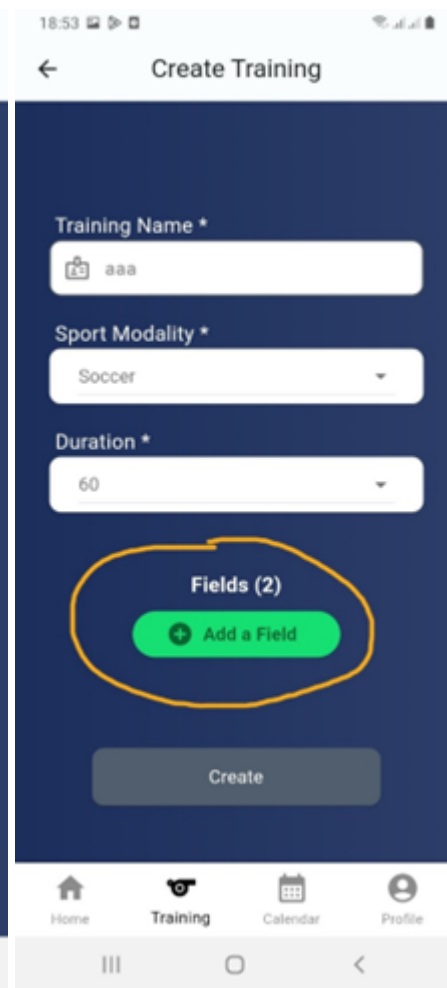 18:53
Create Training
Training Name *
aaa
Sport Modality *
Soccer
Duration *
60
Fields (2)
Add a Field
Create
Home Training Calendar Profile